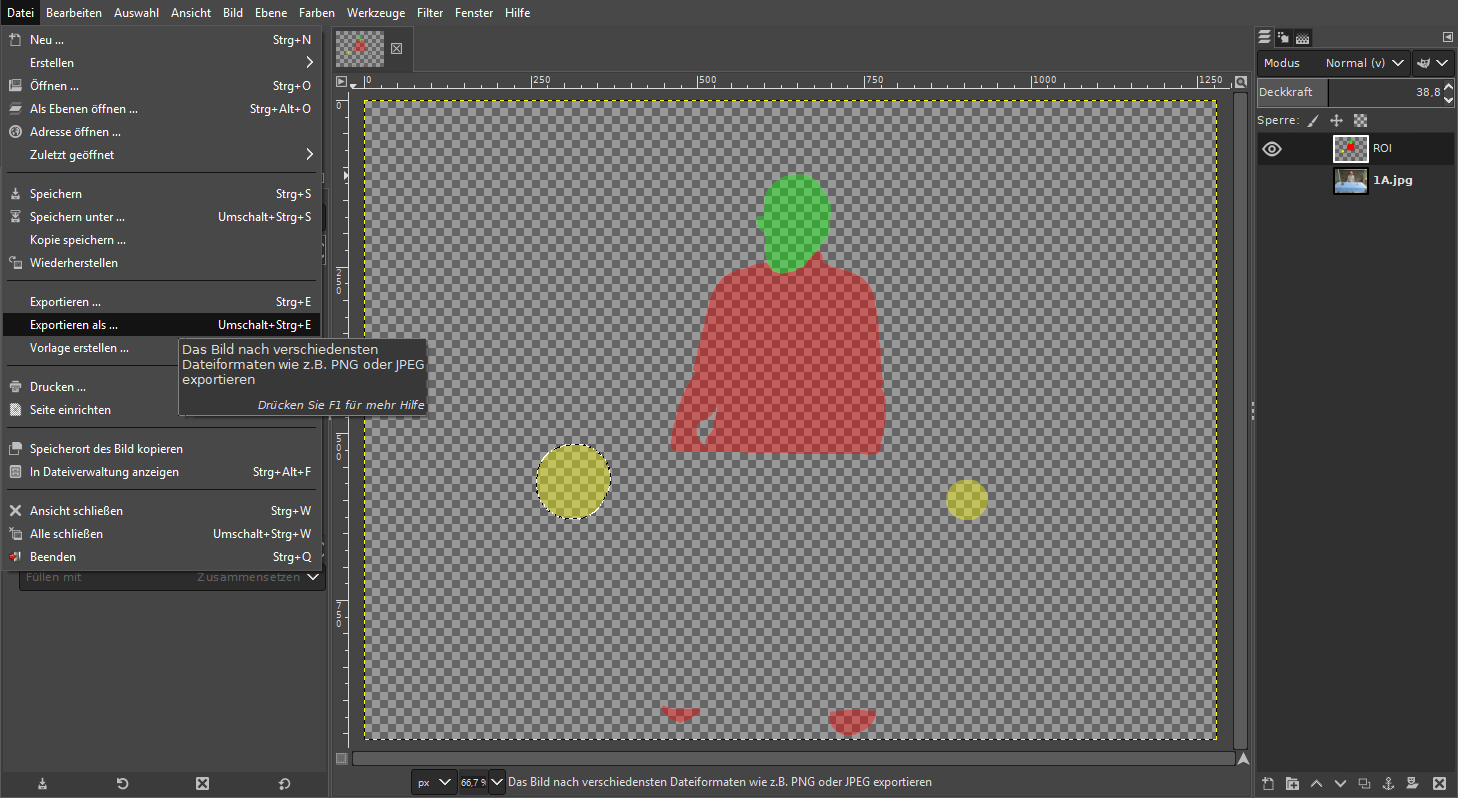 Datei Bearbeiten Auswahl Ansicht Bild Ebene Farben Werkzeuge Filter Fenster Hilfe
Neu ... Strg+N
Erstellen
Öffnen ... Strg+O
Als Ebenen öffnen ... Strg+Alt+O
Adresse öffnen ...
Zuletzt geöffnet
Speichern Strg+S
Speichern unter ... Umschalt+Strg+S
Kopie speichern ...
Wiederherstellen
Exportieren ... Strg+E
Exportieren als ... Umschalt+Strg+E
Vorlage erstellen ...
Das Bild nach verschiedensten
Dateiformaten wie z.B. PNG oder JPEG
exportieren
Drücken Sie F1 für mehr Hilfe
Drucken ...
Seite einrichten
Speicherort des Bild kopieren
In Dateiverwaltung anzeigen Strg+Alt+F
Ansicht schließen Strg+W
Alle schließen Umschalt+Strg+W
Beenden Strg+Q
Füllen mit Zusammensetzen
0 250 500 750 1000 1250
0
250
500
750
px 66,7 % Das Bild nach verschiedensten Dateiformaten wie z.B. PNG oder JPEG exportieren
Modus Normal (v)
Deckkraft 38,8
Sperre:
ROI
1A.jpg